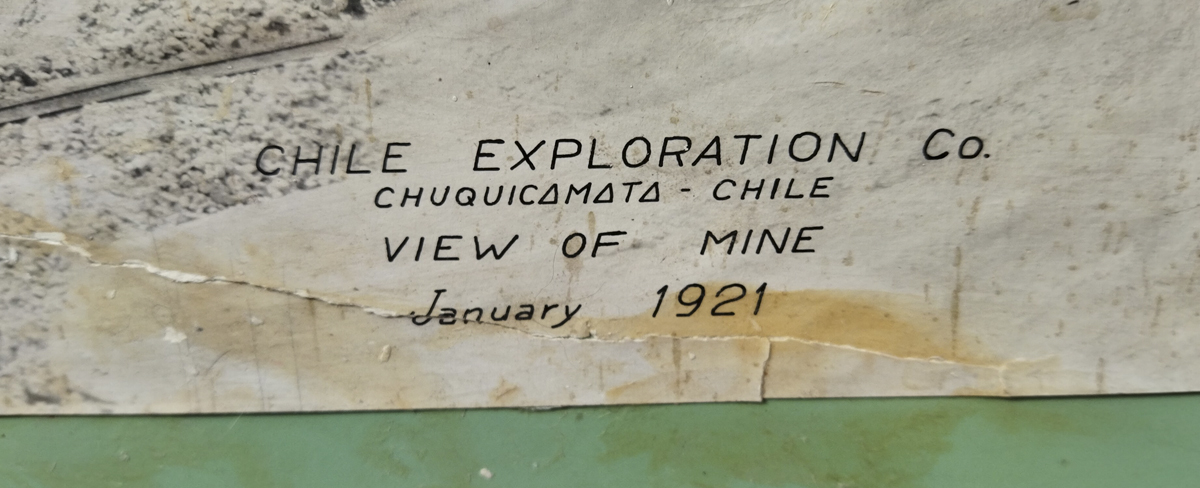 CHILE EXPLORATION Co.
CHUQUICAMATA - CHILE
VIEW OF MINE
January 1921